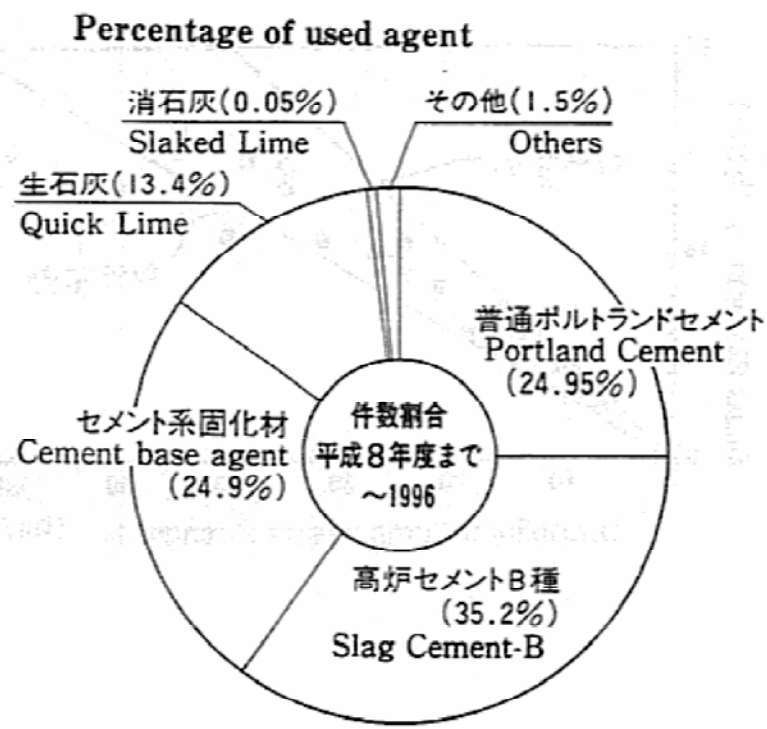 Percentage of used agent
消石灰(0.05%)
Slaked Lime
その他(1.5%)
Others
生石灰(13.4%)
Quick Lime
普通ポルトランドセメント
Portland Cement
(24.95%)
セメント系固化材
Cement base agent
(24.9%)
件数割合
平成8年度まで
～1996
高炉セメントB種
(35.2%)
Slag Cement-B